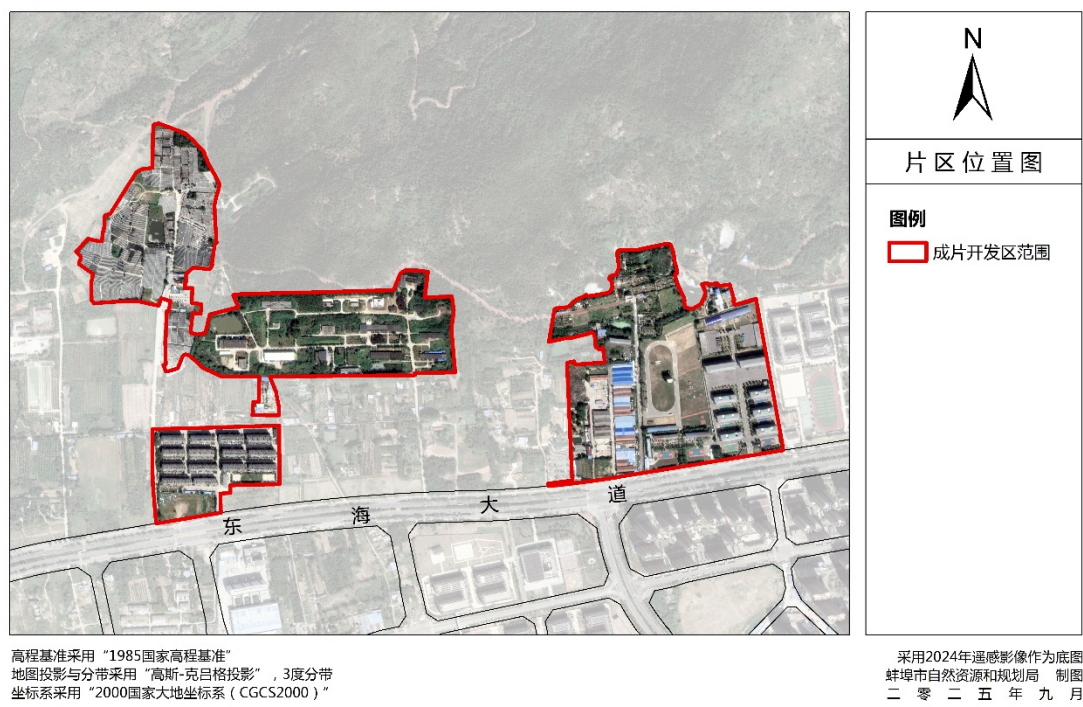 N
片区位置图
图例
成片开发区范围
东海大道
高程基准采用“1985国家高程基准”
地图投影与分带采用“高斯-克吕格投影”，3度分带
坐标系采用“2000国家大地坐标系（CGCS2000）”
采用2024年遥感影像作为底图
蚌埠市自然资源和规划局 制图
二零二五年九月